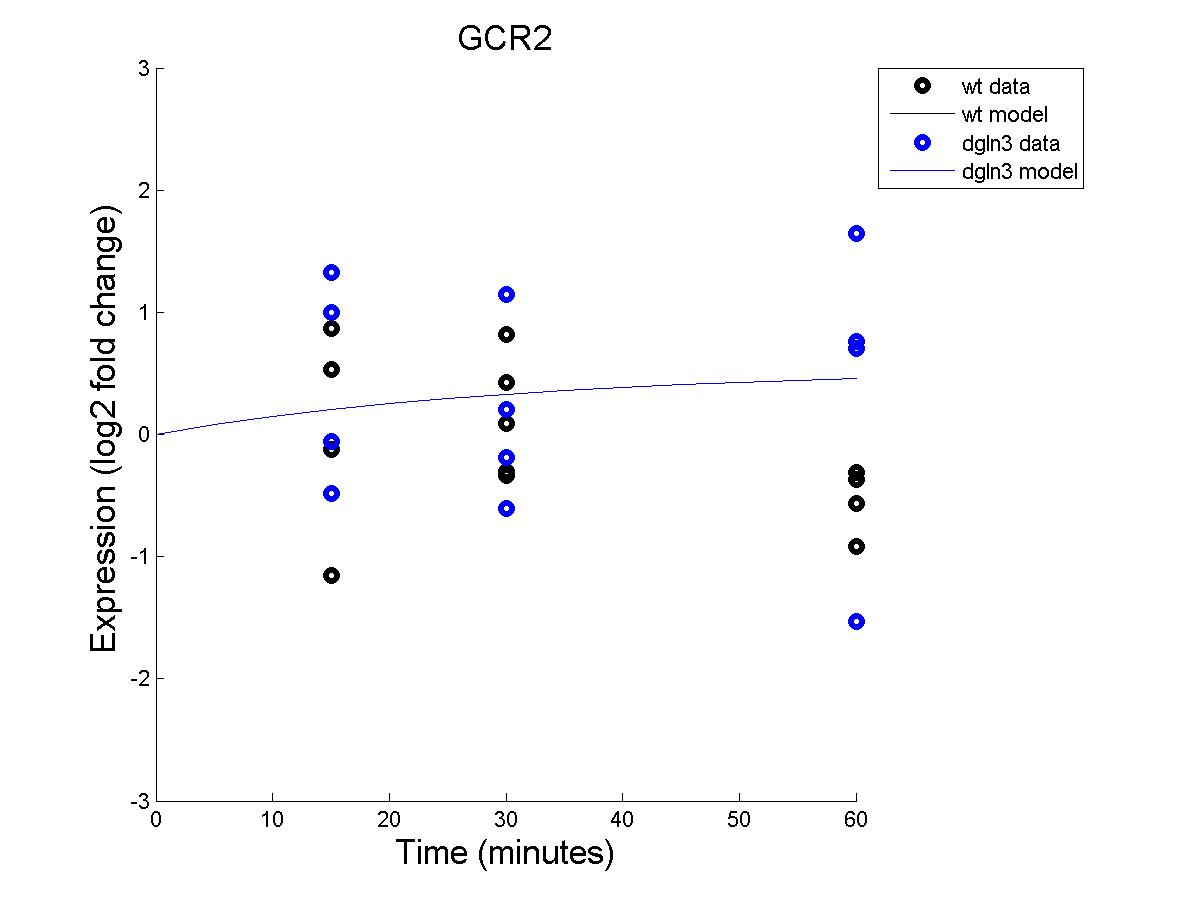 GCR2
3
2
1
0
-1
-2
-3
Expression (log2 fold change)
0 10 20 30 40 50 60
Time (minutes)
wt data
wt model
dgln3 data
dgln3 model